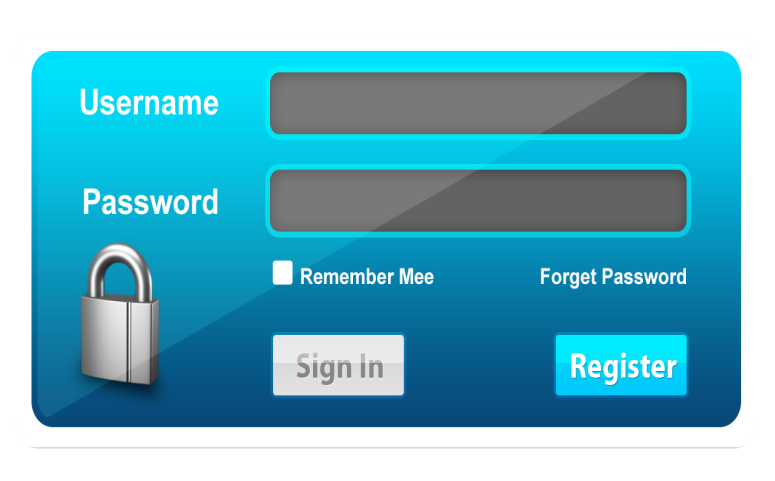 Username
Password
Remember Mee
Forget Password
Sign In
Register